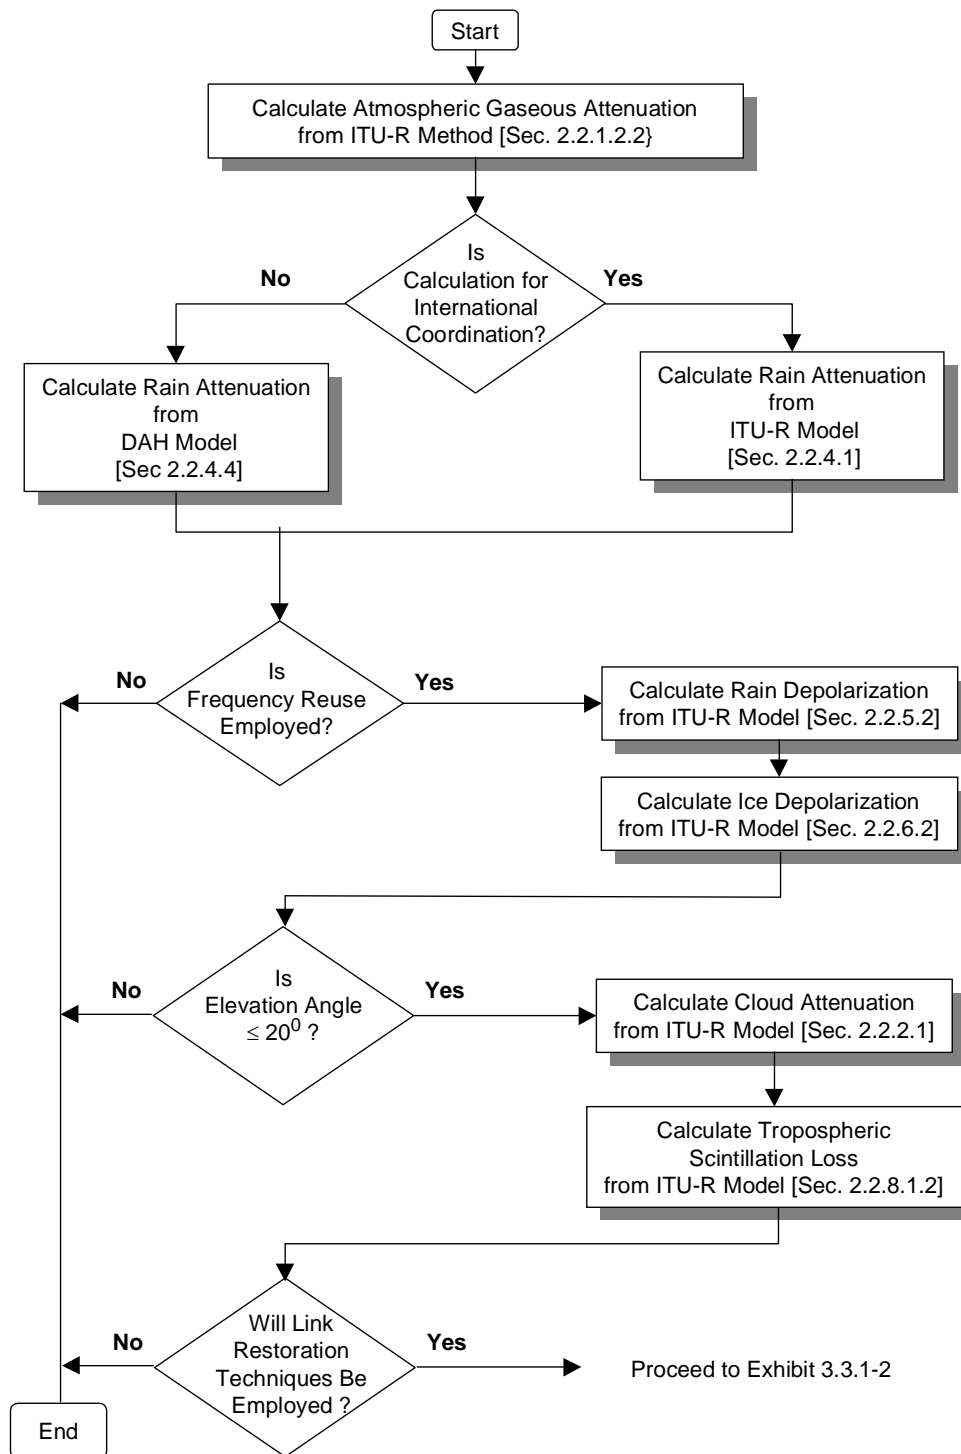 Start
Calculate Atmospheric Gaseous Attenuation
from ITU-R Method [Sec. 2.2.1.2.2}
Is
Calculation for
International
Coordination?
No
Yes
Calculate Rain Attenuation
from
DAH Model
[Sec 2.2.4.4]
Calculate Rain Attenuation
from
ITU-R Model
[Sec. 2.2.4.1]
Is
Frequency Reuse
Employed?
No
Yes
Calculate Rain Depolarization
from ITU-R Model [Sec. 2.2.5.2]
Calculate Ice Depolarization
from ITU-R Model [Sec. 2.2.6.2]
Is
Elevation Angle
≤ 20⁰ ?
No
Yes
Calculate Cloud Attenuation
from ITU-R Model [Sec. 2.2.2.1]
Calculate Tropospheric
Scintillation Loss
from ITU-R Model [Sec. 2.2.8.1.2]
Will Link
Restoration
Techniques Be
Employed ?
No
Yes
Proceed to Exhibit 3.3.1-2
End